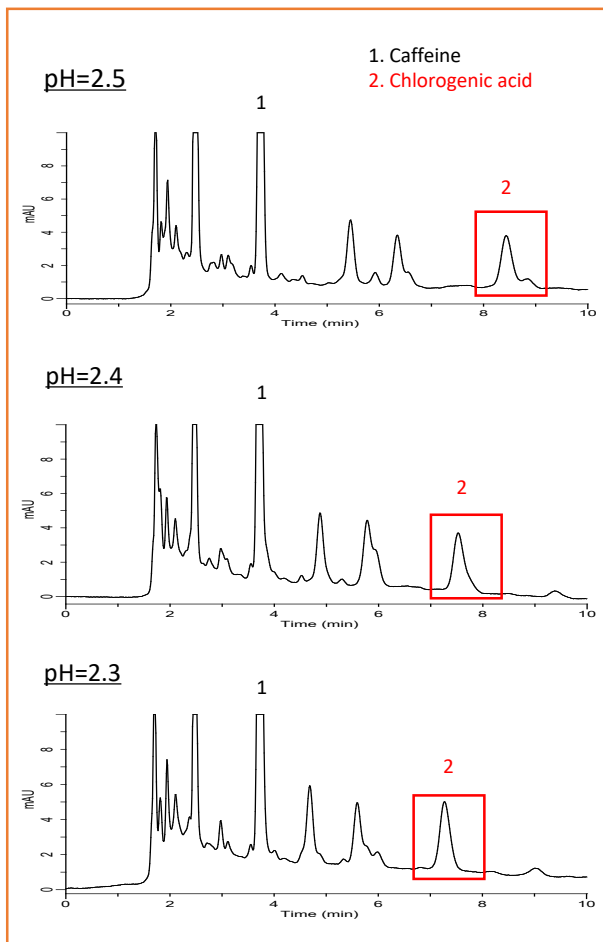 1. Caffeine
2. Chlorogenic acid
pH=2.5
1
2
mAU
0 2 4 6 8
0 2 4 6 8 10
Time (min)
pH=2.4
1
2
mAU
0 2 4 6 8
0 2 4 6 8 10
Time (min)
pH=2.3
1
2
mAU
0 2 4 6 8
0 2 4 6 8 10
Time (min)